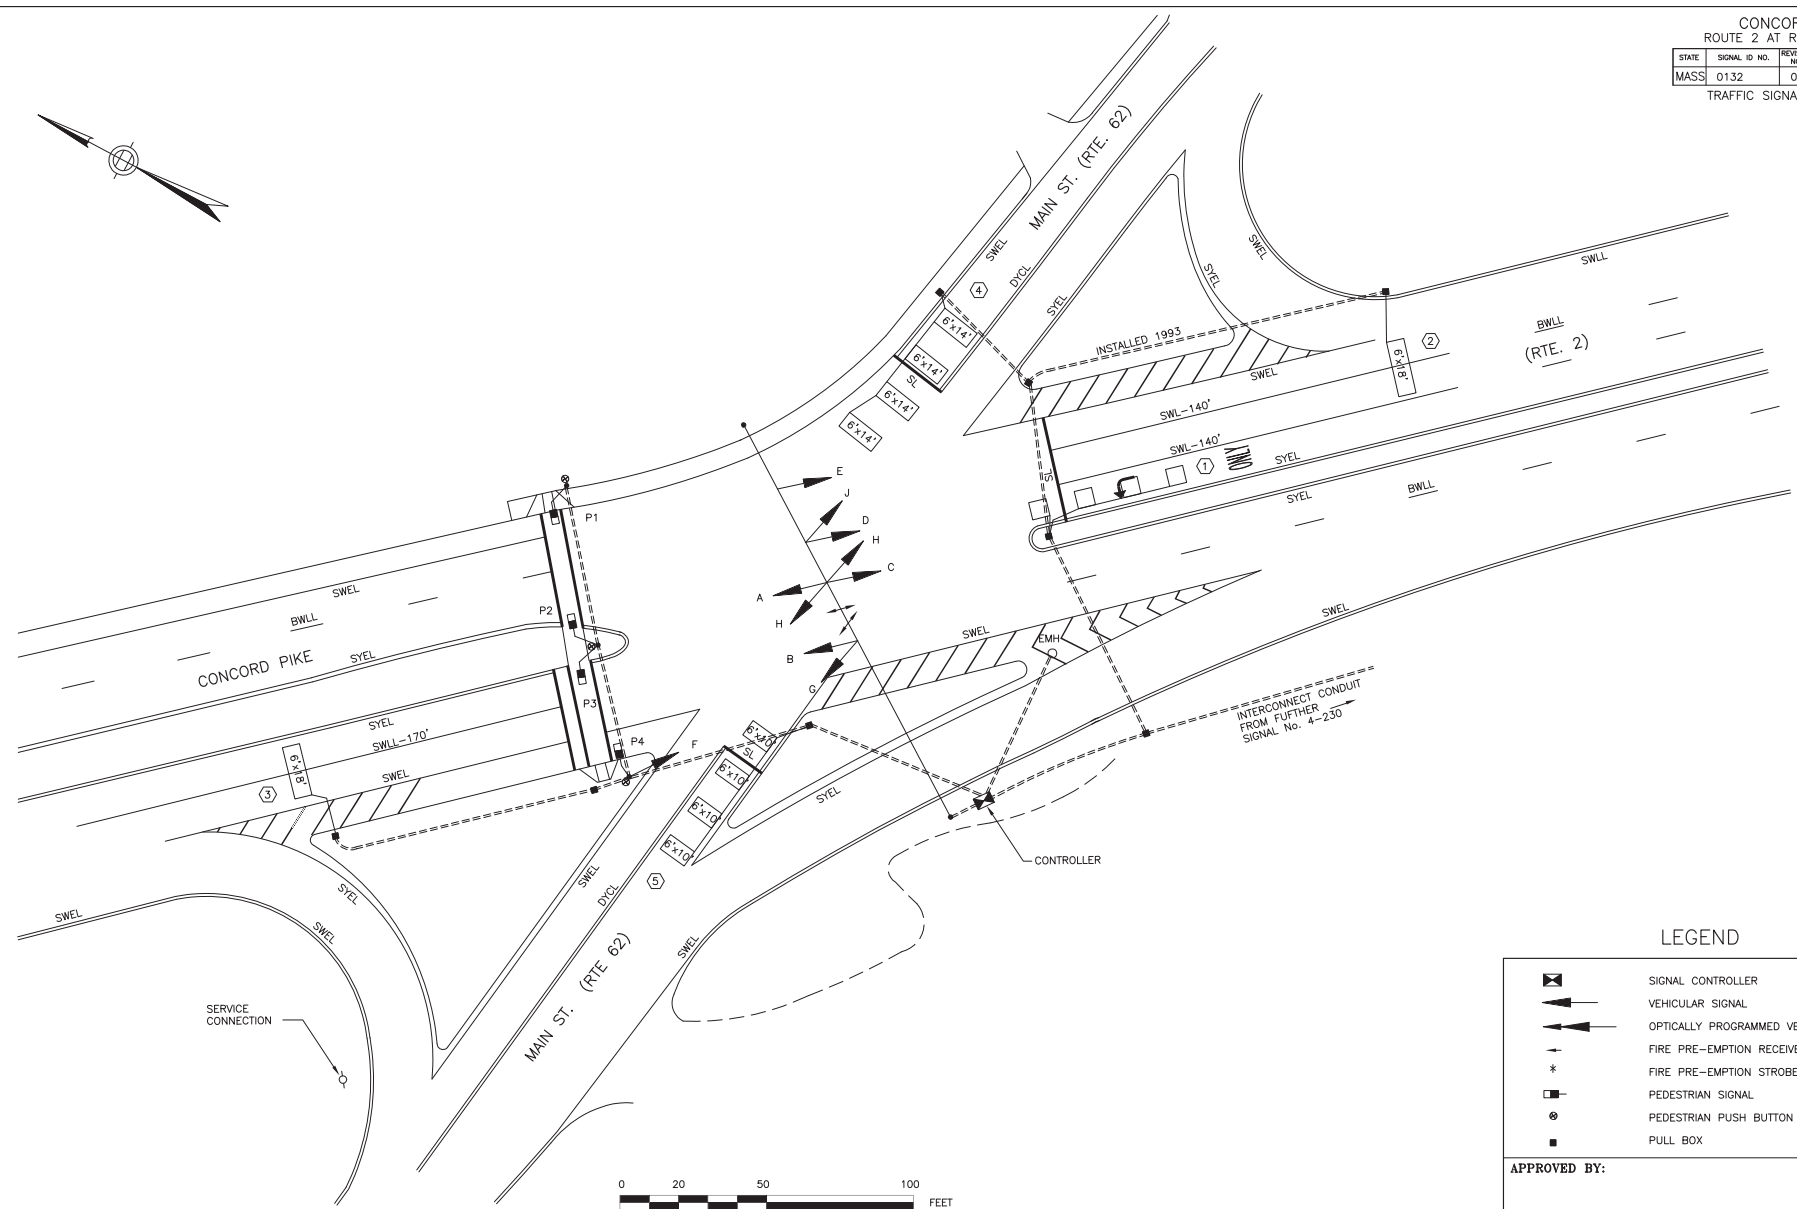 CONCOR
ROUTE 2 AT R
STATE SIGNAL ID NO.
MASS 0132 0
TRAFFIC SIGNA
MAIN ST. (RTE. 62)
SWEL
DYCL
4
SYEL
SYEL
SWEL
SWLL
6'x14'
6'x14'
SL
6'x14'
6'x14'
INSTALLED 1993
BWLL
(RTE. 2)
2
6'x18'
SWEL
SWL-140'
SWL-140'
ONLY
1
SYEL
SL
SYEL
BWLL
SWEL
E
J
D
H
C
A
H
B
G
P1
P2
P3
P4
SWEL
BWLL
CONCORD PIKE
SYEL
SYEL
SWLL-170'
SWEL
6'x18'
3
F
SWEL
EMH
INTERCONNECT CONDUIT
FROM FUFTHER
SIGNAL No. 4-230
6'x10'
SL
6'x10'
6'x10'
6'x10'
SYEL
5
CONTROLLER
SWEL
DYCL
SYEL
SWEL
SWEL
SWEL
MAIN ST. (RTE 62)
SERVICE
CONNECTION
0 20 50 100
FEET
LEGEND
SIGNAL CONTROLLER
VEHICULAR SIGNAL
OPTICALLY PROGRAMMED VE
FIRE PRE-EMPTION RECEIVE
FIRE PRE-EMPTION STROBE
PEDESTRIAN SIGNAL
PEDESTRIAN PUSH BUTTON
PULL BOX
APPROVED BY: